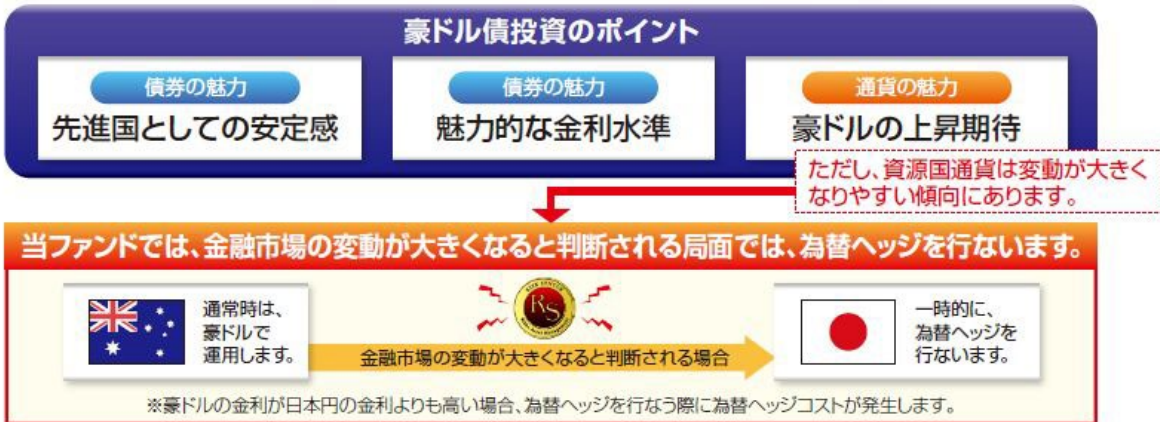 豪ドル債投資のポイント
債券の魅力
先進国としての安定感
債券の魅力
魅力的な金利水準
通貨の魅力
豪ドルの上昇期待
ただし、資源国通貨は変動が大きく
なりやすい傾向にあります。
当ファンドでは、金融市場の変動が大きくなると判断される局面では、為替ヘッジを行ないます。
通常時は、
豪ドルで
運用します。
RS
金融市場の変動が大きくなると判断される場合
一時的に、
為替ヘッジを
行ないます。
※豪ドルの金利が日本円の金利よりも高い場合、為替ヘッジを行なう際に為替ヘッジコストが発生します。